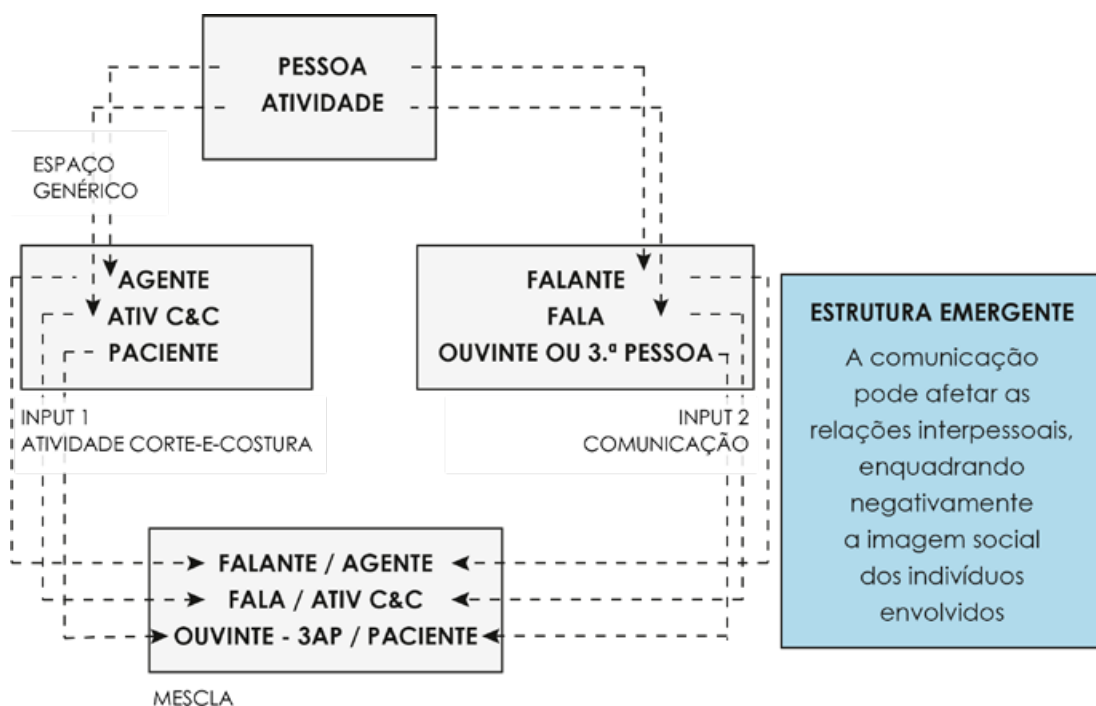 PESSOA
ATIVIDADE
ESPAÇO
GENÉRICO
AGENTE
ATIV C&C
PACIENTE
INPUT 1
ATIVIDADE CORTE-E-COSTURA
FALANTE
FALA
OUVINTE OU 3.ª PESSOA
INPUT 2
COMUNICAÇÃO
ESTRUTURA EMERGENTE
A comunicação
pode afetar as
relações interpessoais,
enquadrando
negativamente
a imagem social
dos indivíduos
envolvidos
FALANTE / AGENTE
FALA / ATIV C&C
OUVINTE - 3AP / PACIENTE
MESCLA